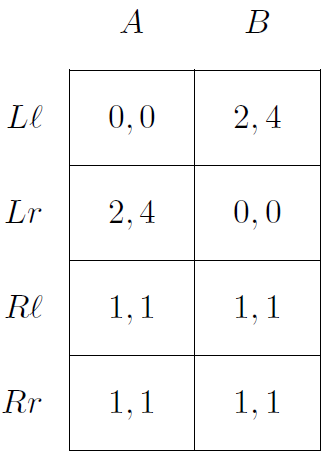 A B
Lℓ 0, 0 2, 4
Lr 2, 4 0, 0
Rℓ 1, 1 1, 1
Rr 1, 1 1, 1